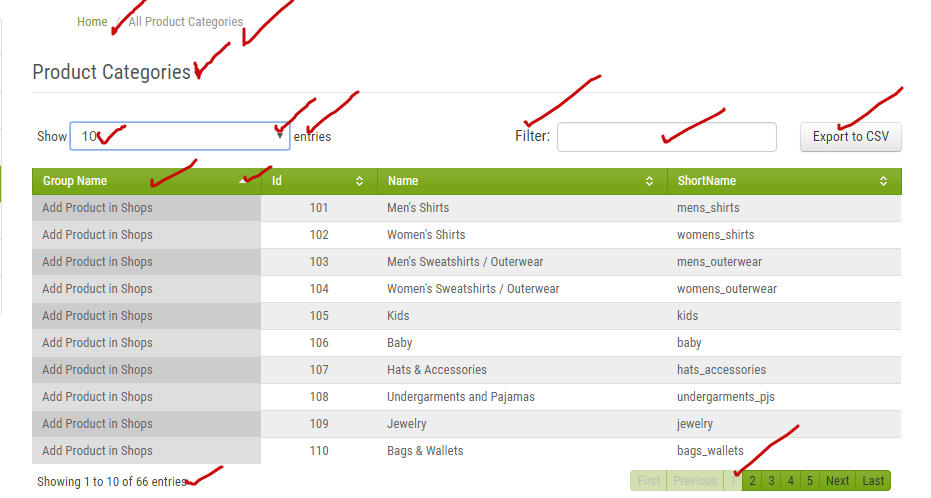 Home / All Product Categories
Product Categories
Show 10 entries Filter: Export to CSV
Group Name Id Name ShortName
Add Product in Shops 101 Men's Shirts mens_shirts
Add Product in Shops 102 Women's Shirts womens_shirts
Add Product in Shops 103 Men's Sweatshirts / Outerwear mens_outerwear
Add Product in Shops 104 Women's Sweatshirts / Outerwear womens_outerwear
Add Product in Shops 105 Kids kids
Add Product in Shops 106 Baby baby
Add Product in Shops 107 Hats & Accessories hats_accessories
Add Product in Shops 108 Undergarments and Pajamas undergarments_pjs
Add Product in Shops 109 Jewelry jewelry
Add Product in Shops 110 Bags & Wallets bags_wallets
Showing 1 to 10 of 66 entries First Previous 1 2 3 4 5 Next Last